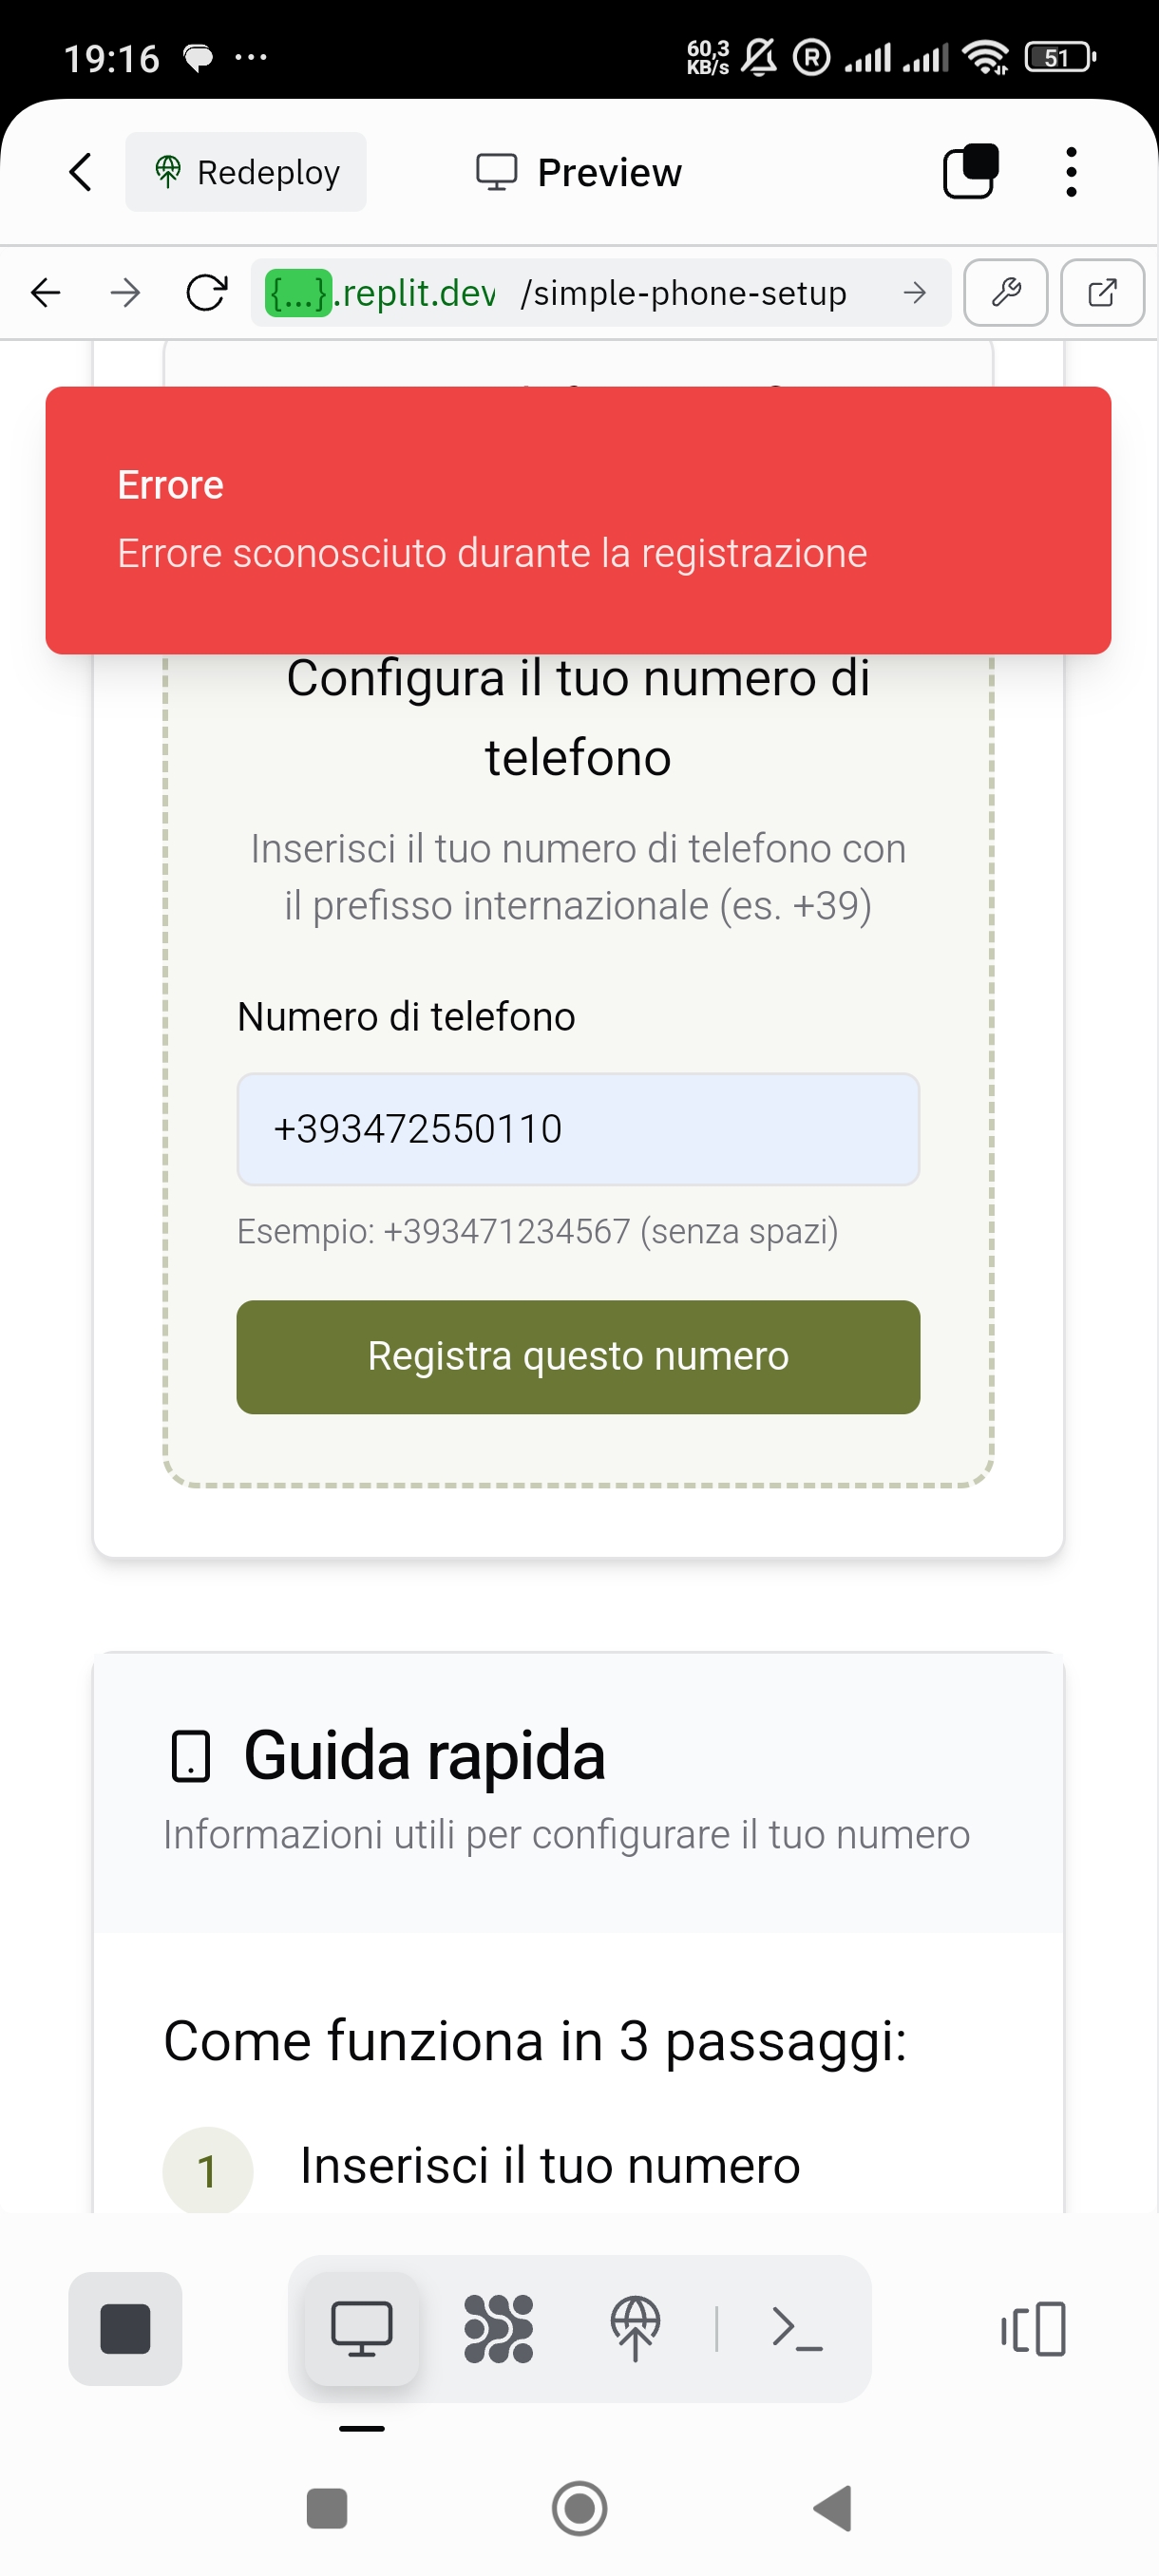 19:16
60,3
KB/s
R
51
Redeploy
Preview
{...}.replit.dev /simple-phone-setup
Errore
Errore sconosciuto durante la registrazione
Configura il tuo numero di
telefono
Inserisci il tuo numero di telefono con
il prefisso internazionale (es. +39)
Numero di telefono
+393472550110
Esempio: +393471234567 (senza spazi)
Registra questo numero
Guida rapida
Informazioni utili per configurare il tuo numero
Come funziona in 3 passaggi:
1
Inserisci il tuo numero